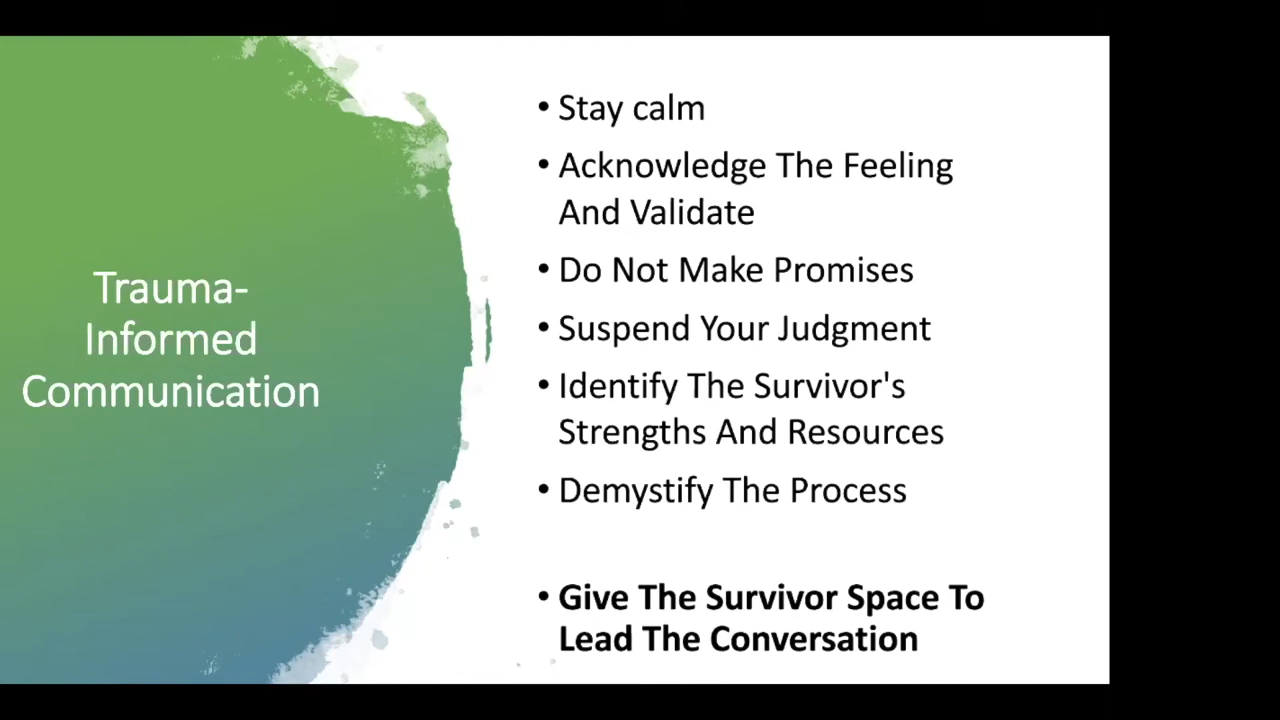 Trauma-
Informed
Communication
• Stay calm
• Acknowledge The Feeling
And Validate
• Do Not Make Promises
• Suspend Your Judgment
• Identify The Survivor's
Strengths And Resources
• Demystify The Process
• Give The Survivor Space To
Lead The Conversation